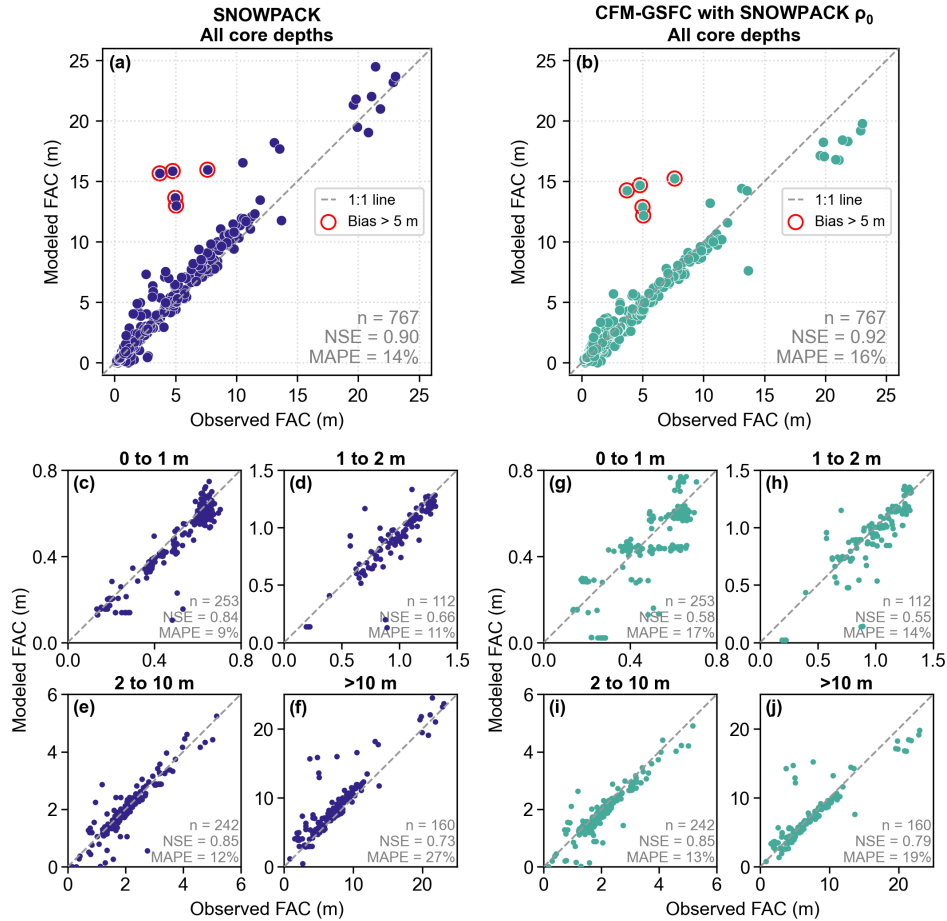 SNOWPACK
All core depths
(a)
25
20
15
10
5
0
0 5 10 15 20 25
Modeled FAC (m)
Observed FAC (m)
1:1 line
Bias > 5 m
n = 767
NSE = 0.90
MAPE = 14%
CFM-GSFC with SNOWPACK ρ0
All core depths
(b)
25
20
15
10
5
0
0 5 10 15 20 25
Modeled FAC (m)
Observed FAC (m)
1:1 line
Bias > 5 m
n = 767
NSE = 0.92
MAPE = 16%
Modeled FAC (m)
0 to 1 m
(c)
0.8
0.4
0.0
0.0 0.4 0.8
n = 253
NSE = 0.84
MAPE = 9%
1 to 2 m
(d)
1.5
1.0
0.5
0.0
0.0 0.5 1.0 1.5
n = 112
NSE = 0.66
MAPE = 11%
2 to 10 m
(e)
6
4
2
0
0 2 4 6
n = 242
NSE = 0.85
MAPE = 12%
>10 m
(f)
20
10
0
0 10 20
n = 160
NSE = 0.73
MAPE = 27%
Observed FAC (m)
Modeled FAC (m)
0 to 1 m
(g)
0.8
0.4
0.0
0.0 0.4 0.8
n = 253
NSE = 0.58
MAPE = 17%
1 to 2 m
(h)
1.5
1.0
0.5
0.0
0.0 0.5 1.0 1.5
n = 112
NSE = 0.55
MAPE = 14%
2 to 10 m
(i)
6
4
2
0
0 2 4 6
n = 242
NSE = 0.85
MAPE = 13%
>10 m
(j)
20
10
0
0 10 20
n = 160
NSE = 0.79
MAPE = 19%
Observed FAC (m)